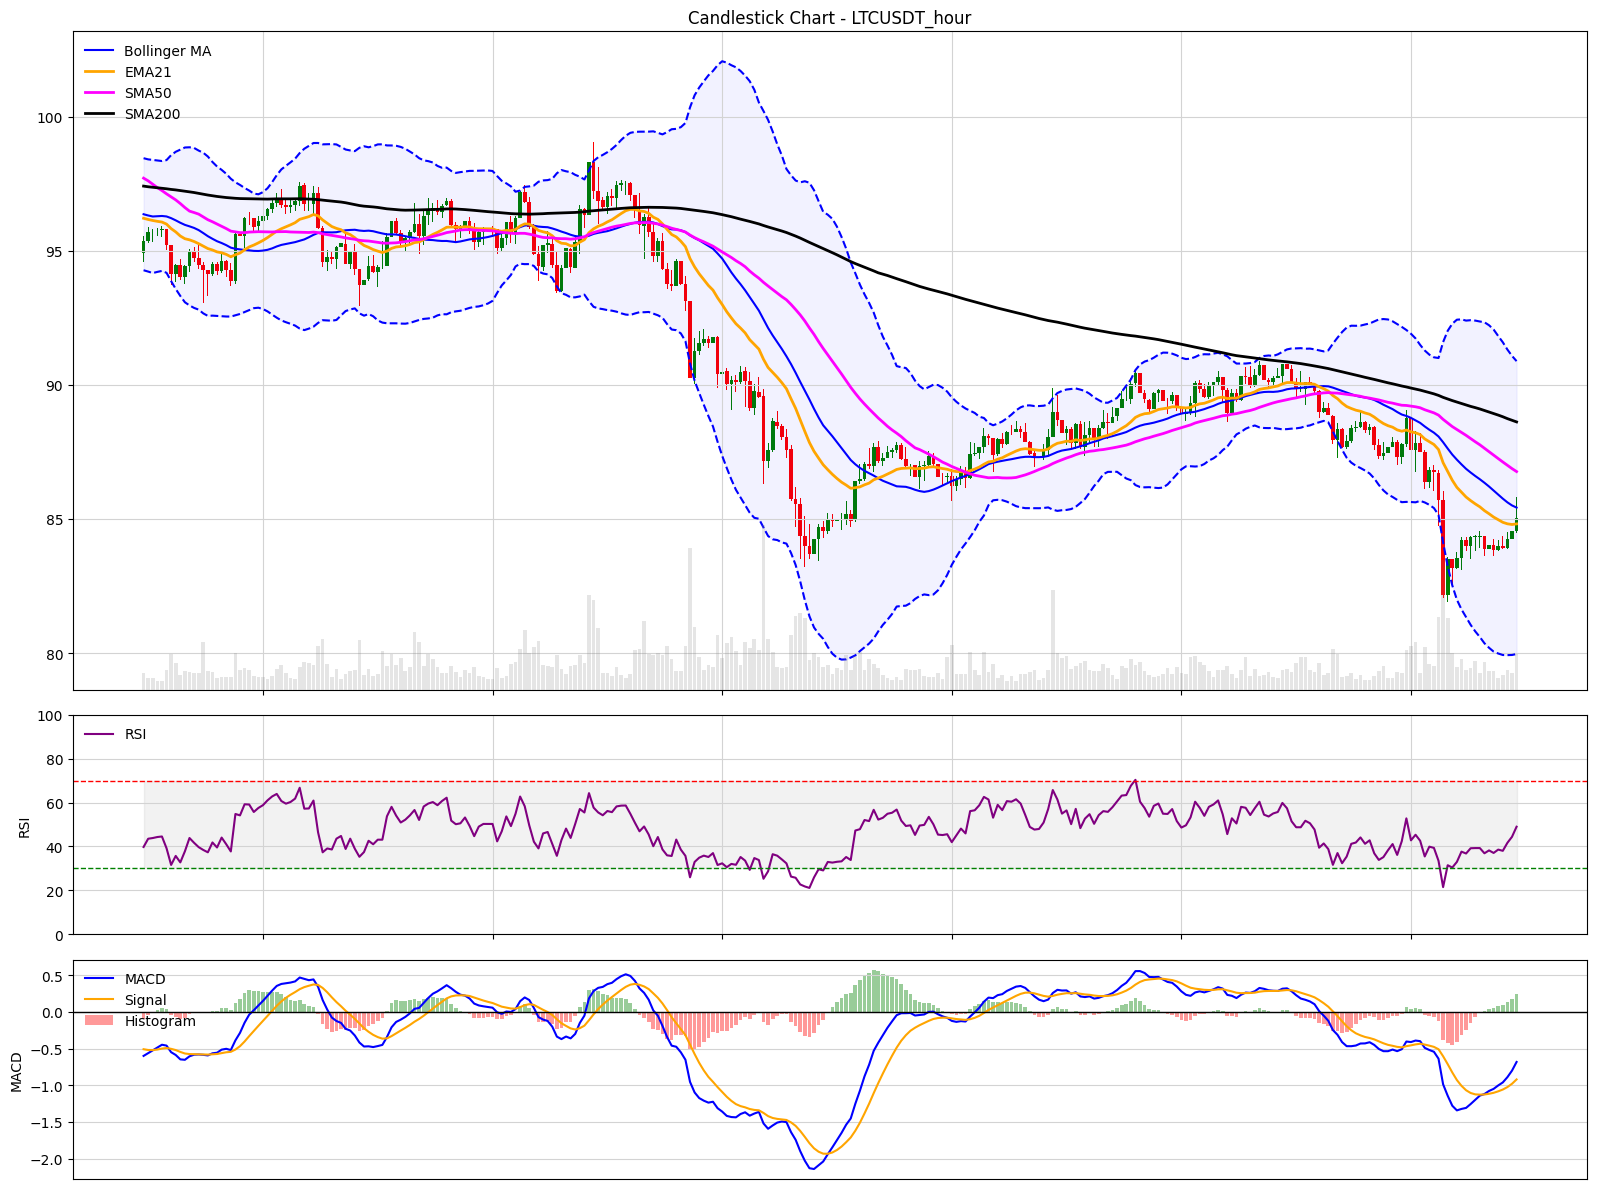 Candlestick Chart - LTCUSDT_hour
Bollinger MA
EMA21
SMA50
SMA200
100
95
90
85
80
100
80
60
40
20
0
RSI
RSI
0.5
0.0
−0.5
−1.0
−1.5
−2.0
MACD
MACD
Signal
Histogram